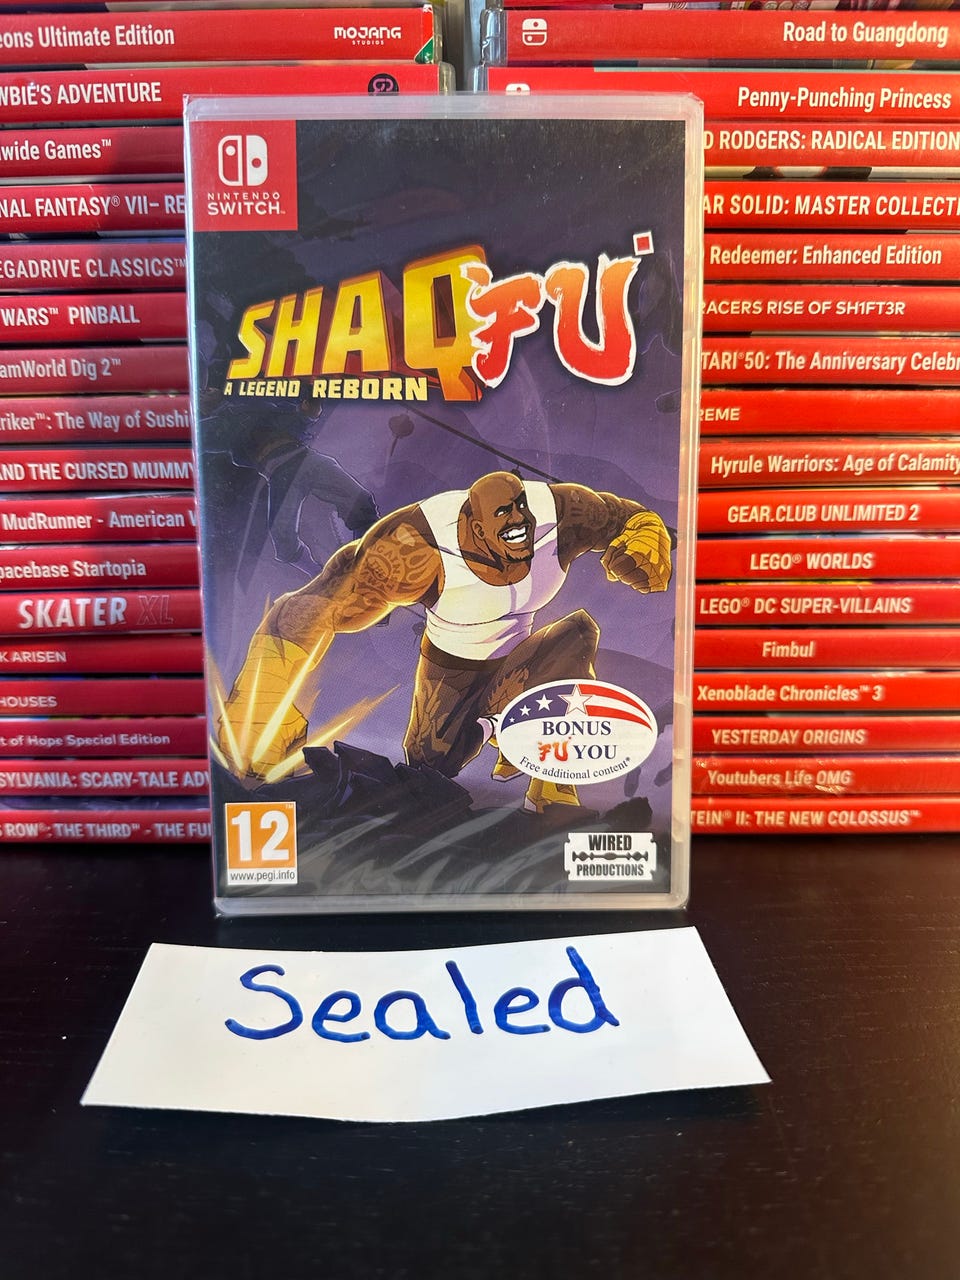 eons Ultimate Edition
MOJANG
STUDIOS
WBIÉ'S ADVENTURE
wide Games™
NAL FANTASY® VII– RE
EGADRIVE CLASSICS™
WARS™ PINBALL
amWorld Dig 2™
riker™: The Way of Sushi
AND THE CURSED MUMMY
MudRunner - American W
pacebase Startopia
SKATER XL
K ARISEN
HOUSES
t of Hope Special Edition
SYLVANIA: SCARY-TALE ADV
S ROW®: THE THIRD™ - THE FUL
Road to Guangdong
Penny-Punching Princess
D RODGERS: RADICAL EDITION
AR SOLID: MASTER COLLECTI
Redeemer: Enhanced Edition
RACERS RISE OF SH1FT3R
TARI®50: The Anniversary Celebr
REME
Hyrule Warriors: Age of Calamity
GEAR.CLUB UNLIMITED 2
LEGO® WORLDS
LEGO® DC SUPER-VILLAINS
Fimbul
Xenoblade Chronicles™ 3
YESTERDAY ORIGINS
Youtubers Life OMG
TEIN® II: THE NEW COLOSSUS™
NINTENDO
SWITCH™
SHAQ FU
A LEGEND REBORN
BONUS
FU YOU
Free additional content*
12
www.pegi.info
WIRED
PRODUCTIONS
Sealed